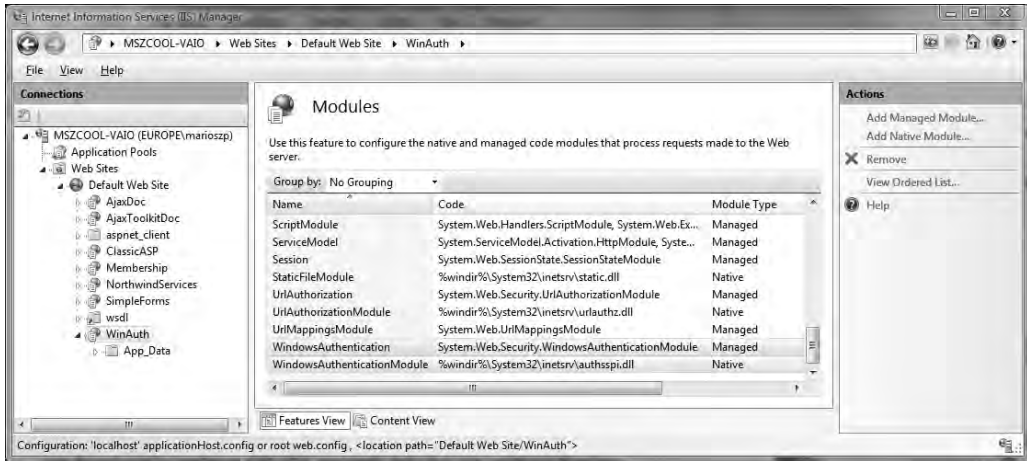 Internet Information Services (IIS) Manager
MSZCOOL-VAIO Web Sites Default Web Site WinAuth
File View Help
Connections
MSZCOOL-VAIO (EUROPE\marioszp)
Application Pools
Web Sites
Default Web Site
AjaxDoc
AjaxToolkitDoc
aspnet_client
ClassicASP
Membership
NorthwindServices
SimpleForms
wsdl
WinAuth
App_Data
Modules
Use this feature to configure the native and managed code modules that process requests made to the Web
server.
Group by: No Grouping
Name Code Module Type
ScriptModule System.Web.Handlers.ScriptModule, System.Web.Ex... Managed
ServiceModel System.ServiceModel.Activation.HttpModule, Syste... Managed
Session System.Web.SessionState.SessionStateModule Managed
StaticFileModule %windir%\System32\inetsrv\static.dll Native
UrlAuthorization System.Web.Security.UrlAuthorizationModule Managed
UrlAuthorizationModule %windir%\System32\inetsrv\urlauthz.dll Native
UrlMappingsModule System.Web.UrlMappingsModule Managed
WindowsAuthentication System.Web.Security.WindowsAuthenticationModule Managed
WindowsAuthenticationModule %windir%\System32\inetsrv\authsspi.dll Native
Features View Content View
Actions
Add Managed Module...
Add Native Module...
Remove
View Ordered List...
Help
Configuration: 'localhost' applicationHost.config or root web.config, <location path="Default Web Site/WinAuth">